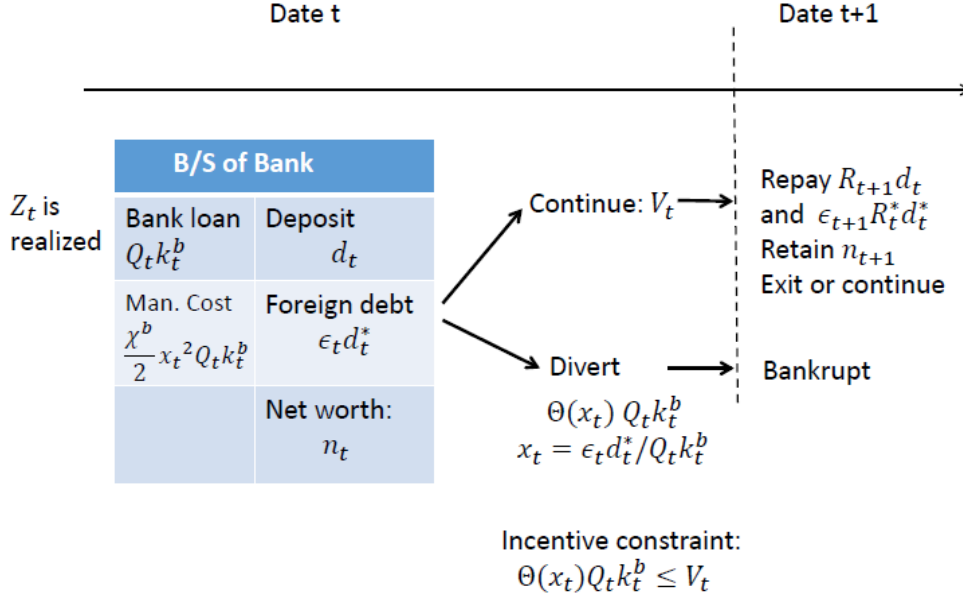 Date t
Date t+1
Z_t is
realized
B/S of Bank
Bank loan
Q_t k_t^b
Deposit
d_t
Man. Cost
χ^b/2 x_t^2 Q_t k_t^b
Foreign debt
ϵ_t d_t^*
Net worth:
n_t
Continue: V_t
Divert
Θ(x_t) Q_t k_t^b
x_t = ϵ_t d_t^*/Q_t k_t^b
Repay R_{t+1} d_t
and ϵ_{t+1} R_t^* d_t^*
Retain n_{t+1}
Exit or continue
Bankrupt
Incentive constraint:
Θ(x_t)Q_t k_t^b ≤ V_t